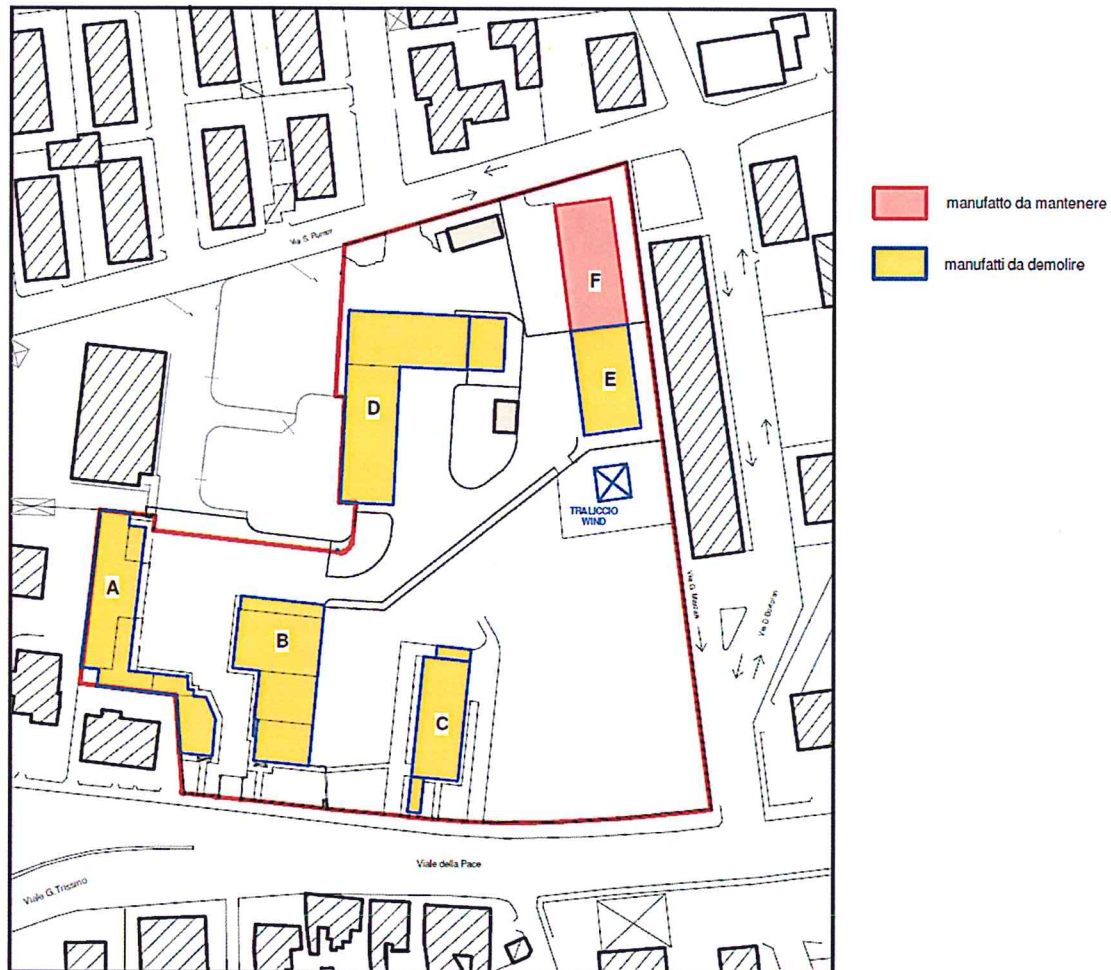 manufatto da mantenere
manufatti da demolire
F
E
D
TRALICCIO
WIND
A
B
C
Viale della Pace
Viale G. Trissino